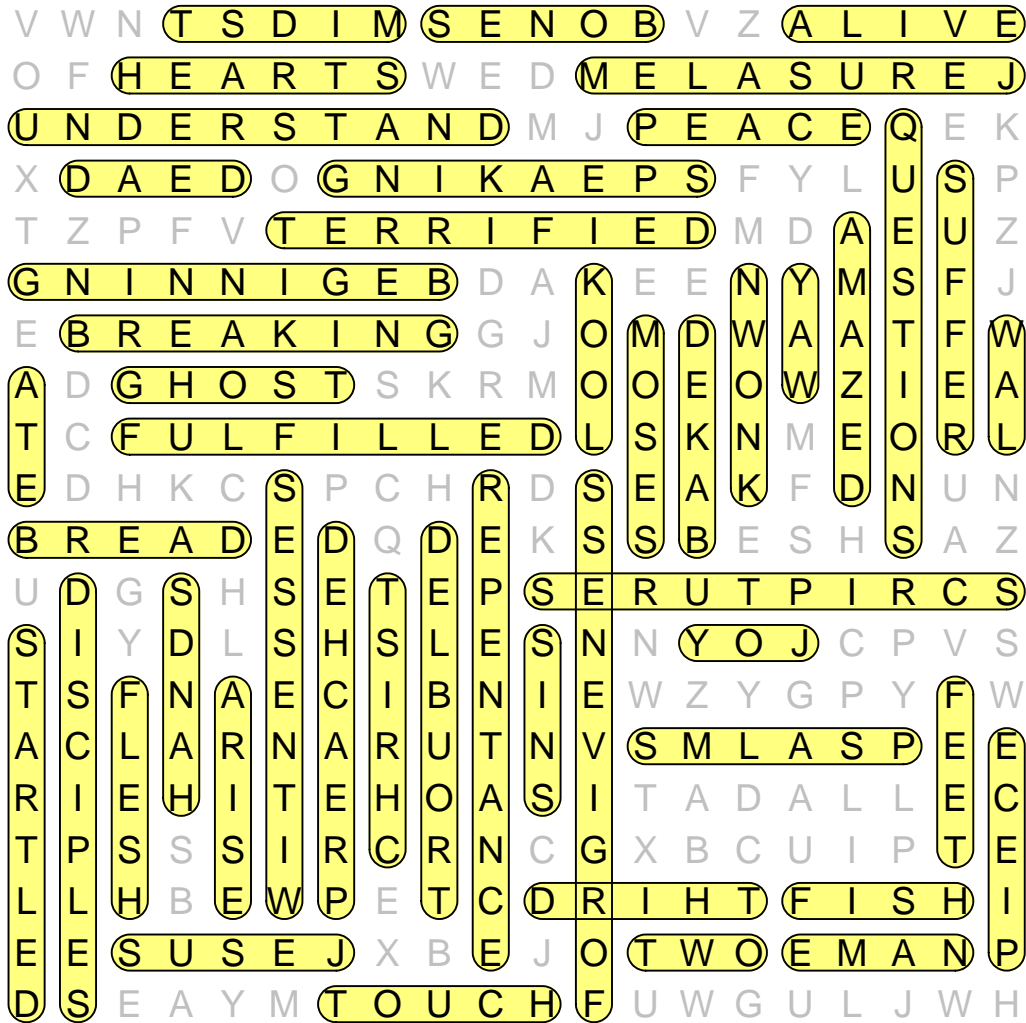 V W N T S D I M S E N O B V Z A L I V E
O F H E A R T S W E D M E L A S U R E J
U N D E R S T A N D M J P E A C E Q E K
X D A E D O G N I K A E P S F Y L U S P
T Z P F V T E R R I F I E D M D A E U Z
G N I N N I G E B D A K E E N Y M S F J
E B R E A K I N G G J O M D W A A T F W
A D G H O S T S K R M O O E O W Z I E A
T C F U L F I L L E D L S K N M E O R L
E D H K C S P C H R D S E A K F D N U N
B R E A D E D Q D E K S S B E S H S A Z
U D G S H S E T E P S E R U T P I R C S
S I Y D L S H S L E S N N Y O J C P V S
T S F N A E C I B N I E W Z Y G P Y F W
A C L A R N A R U T N V S M L A S P E E
R I E H I T E H O A S I T A D A L L E C
T P S S S I R C R N C G X B C U I P T E
L L H B E W P E T C D R I H T F I S H I
E E S U S E J X B E J O T W O E M A N P
D S E A Y M T O U C H F U W G U L J W H